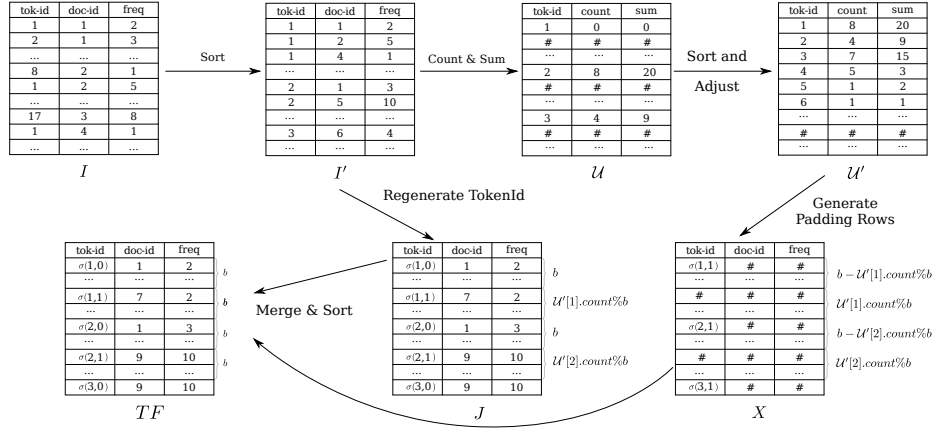 tok-id doc-id freq
1 1 2
2 1 3
... ... ...
8 2 1
1 2 5
... ... ...
17 3 8
1 4 1
... ... ...
I
Sort
tok-id doc-id freq
1 1 2
1 2 5
1 4 1
... ... ...
2 1 3
2 5 10
... ... ...
3 6 4
... ... ...
I′
Count & Sum
tok-id count sum
1 0 0
# # #
... ... ...
2 8 20
# # #
... ... ...
3 4 9
# # #
... ... ...
𝒰
Sort and
Adjust
tok-id count sum
1 8 20
2 4 9
3 7 15
4 5 3
5 1 2
6 1 1
... ... ...
# # #
... ... ...
𝒰′
Regenerate TokenId
Generate
Padding Rows
tok-id doc-id freq
σ(1,0) 1 2
... ... ...
σ(1,1) 7 2
... ... ...
σ(2,0) 1 3
... ... ...
σ(2,1) 9 10
... ... ...
σ(3,0) 9 10
b
b
b
b
TF
Merge & Sort
tok-id doc-id freq
σ(1,0) 1 2
... ... ...
σ(1,1) 7 2
... ... ...
σ(2,0) 1 3
... ... ...
σ(2,1) 9 10
... ... ...
σ(3,0) 9 10
b
𝒰′[1].count%b
b
𝒰′[2].count%b
J
tok-id doc-id freq
σ(1,1) # #
... ... ...
# # #
... ... ...
σ(2,1) # #
... ... ...
# # #
... ... ...
σ(3,1) # #
b − 𝒰′[1].count%b
𝒰′[1].count%b
b − 𝒰′[2].count%b
𝒰′[2].count%b
X